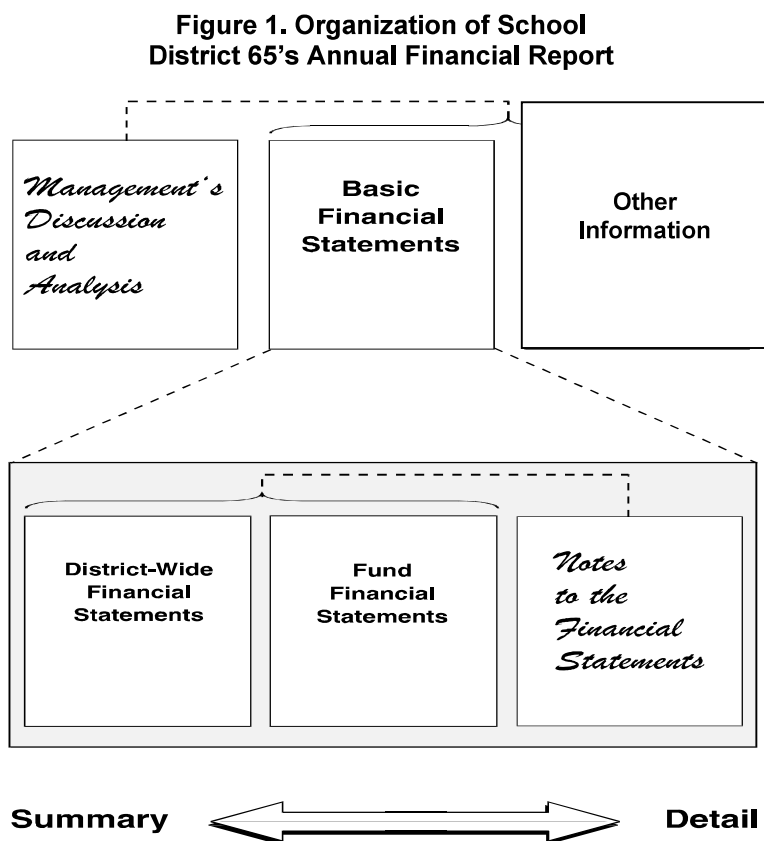 Figure 1. Organization of School
District 65's Annual Financial Report
Management's
Discussion
and
Analysis
Basic
Financial
Statements
Other
Information
District-Wide
Financial
Statements
Fund
Financial
Statements
Notes
to the
Financial
Statements
Summary
Detail